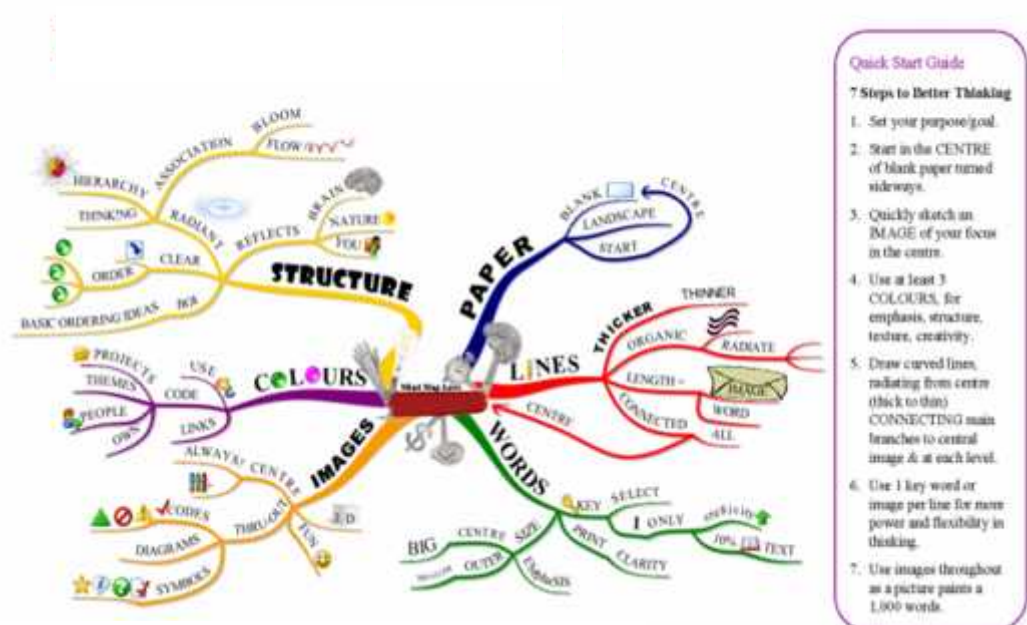 BLOOM
FLOW
ASSOCIATION
HIERARCHY
THINKING
RADIANT
BRAIN
NATURE
YOU
REFLECTS
CLEAR
ORDER
BOI
BASIC ORDERING IDEAS
STRUCTURE
PAPER
BLANK
CENTRE
LANDSCAPE
START
LINES
THICKER
THINNER
ORGANIC
RADIATE
LENGTH =
IMAGE
WORD
CONNECTED
ALL
CENTRE
COLOURS
USE
CODE
PROJECTS
THEMES
PEOPLE
OWN
LINKS
IMAGES
CENTRE
THRU-OUT
CODES
DIAGRAMS
SYMBOLS
3-D
FUN
WORDS
KEY
SELECT
1 ONLY
TEXT
PRINT
CLARITY
SIZE
CENTRE
BIG
OUTER
EMphaSIS
Quick Start Guide
7 Steps to Better Thinking
1. Set your purpose/goal.
2. Start in the CENTRE
of blank paper turned
sideways.
3. Quickly sketch an
IMAGE of your focus
in the centre.
4. Use at least 3
COLOURS, for
emphasis, structure,
texture, creativity.
5. Draw curved lines,
radiating from centre
(thick to thin)
CONNECTING main
branches to central
image & at each level.
6. Use 1 key word or
image per line for more
power and flexibility in
thinking.
7. Use images throughout
as a picture paints a
1,000 words.